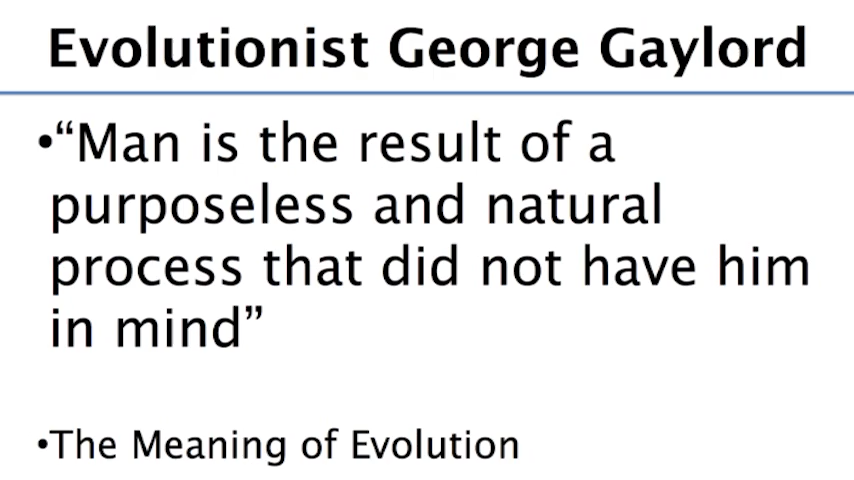 Evolutionist George Gaylord
•“Man is the result of a
purposeless and natural
process that did not have him
in mind”
•The Meaning of Evolution